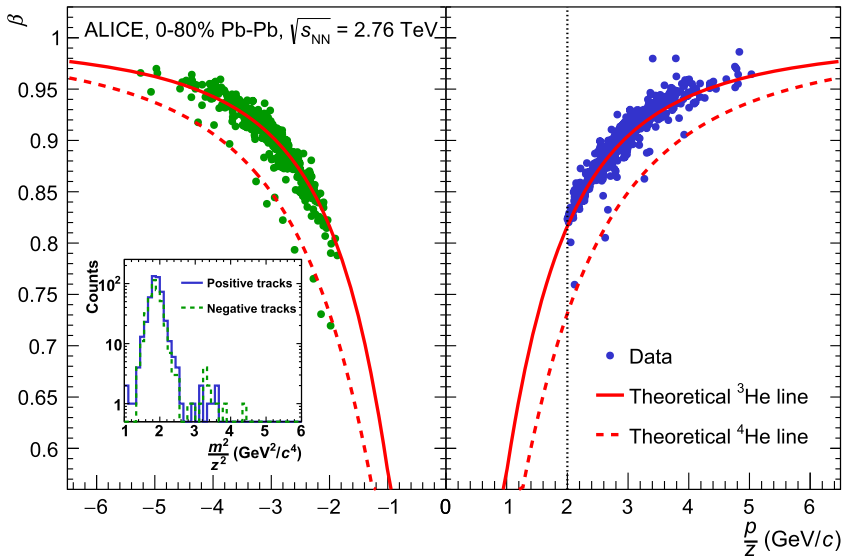 β
ALICE, 0-80% Pb-Pb, √sNN = 2.76 TeV
1
0.95
0.9
0.85
0.8
0.75
0.7
0.65
0.6
Counts
10²
10
1
Positive tracks
Negative tracks
1 2 3 4 5 6
m²/z² (GeV²/c⁴)
Data
Theoretical ³He line
Theoretical ⁴He line
−6 −5 −4 −3 −2 −1 0 1 2 3 4 5 6
p/z (GeV/c)